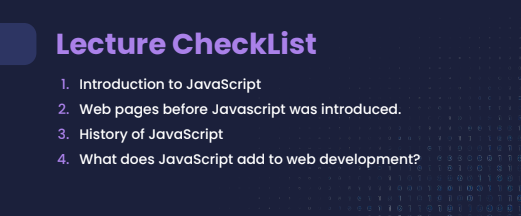 Lecture CheckList
1. Introduction to JavaScript
2. Web pages before Javascript was introduced.
3. History of JavaScript
4. What does JavaScript add to web development?